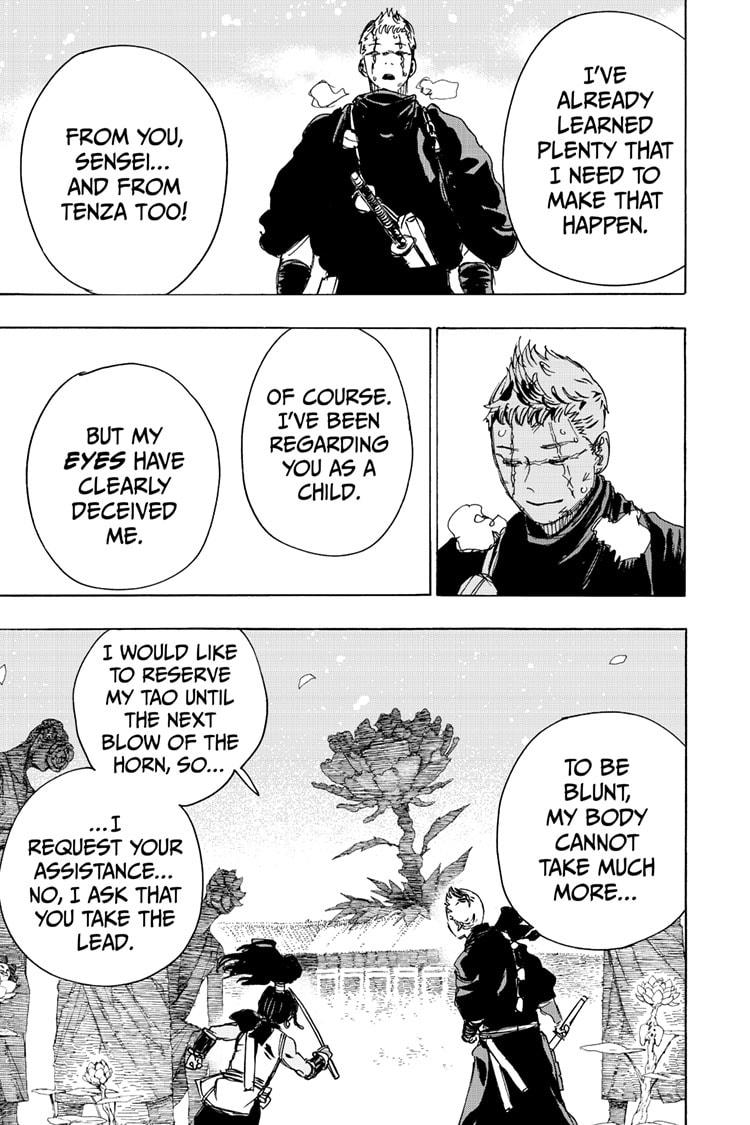 I'VE
ALREADY
LEARNED
PLENTY THAT
I NEED TO
MAKE THAT
HAPPEN.
FROM YOU,
SENSEI...
AND FROM
TENZA TOO!
OF COURSE.
I'VE BEEN
REGARDING
YOU AS A
CHILD.
BUT MY
EYES HAVE
CLEARLY
DECEIVED
ME.
TO BE
BLUNT,
MY BODY
CANNOT
TAKE MUCH
MORE...
I WOULD LIKE
TO RESERVE
MY TAO UNTIL
THE NEXT
BLOW OF THE
HORN, SO...
...I
REQUEST YOUR
ASSISTANCE...
NO, I ASK THAT
YOU TAKE THE
LEAD.